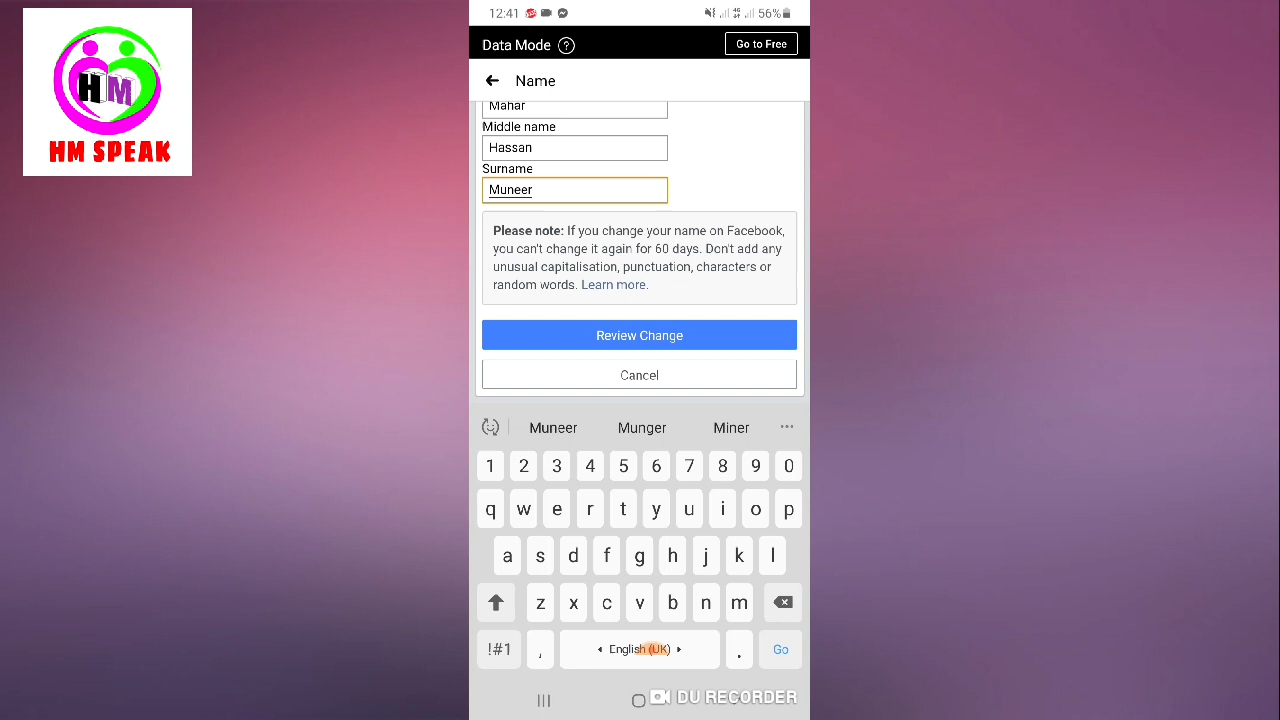 HM
HM SPEAK
12:41
56%
Data Mode ?
Go to Free
Name
Mahar
Middle name
Hassan
Surname
Muneer
Please note: If you change your name on Facebook,
you can't change it again for 60 days. Don't add any
unusual capitalisation, punctuation, characters or
random words. Learn more.
Review Change
Cancel
Muneer Munger Miner ...
1 2 3 4 5 6 7 8 9 0
q w e r t y u i o p
a s d f g h j k l
z x c v b n m
!#1 , English (UK) . Go
DU RECORDER